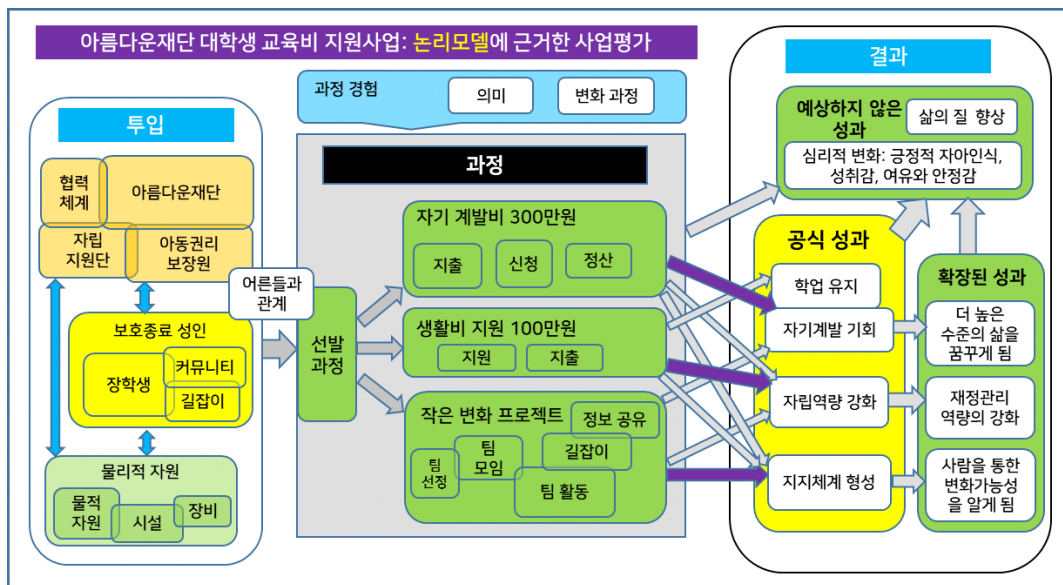 아름다운재단 대학생 교육비 지원사업: 논리모델에 근거한 사업평가
투입
협력
체계
아름다운재단
자립
지원단
아동권리
보장원
보호종료 성인
장학생
커뮤니티
길잡이
물리적 자원
물적
자원
시설
장비
어른들과
관계
과정 경험
의미
변화 과정
과정
선발
과정
자기 계발비 300만원
지출
신청
정산
생활비 지원 100만원
지원
지출
작은 변화 프로젝트
정보 공유
팀
선정
팀
모임
길잡이
팀 활동
결과
예상하지 않은
성과
삶의 질 향상
심리적 변화: 긍정적 자아인식,
성취감, 여유와 안정감
공식 성과
학업 유지
자기계발 기회
자립역량 강화
지지체계 형성
확장된 성과
더 높은
수준의 삶을
꿈꾸게 됨
재정관리
역량의 강화
사람을 통한
변화가능성
을 알게 됨